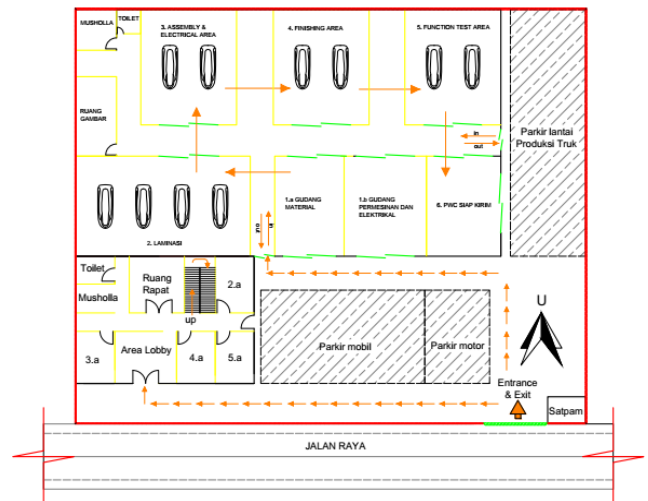 MUSHOLLA
TOILET
3. ASSEMBLY &
ELECTRICAL AREA
4. FINISHING AREA
5. FUNCTION TEST AREA
RUANG
GAMBAR
in
out
Parkir lantai
Produksi Truk
1.a GUDANG
MATERIAL
1.b GUDANG
PERMESINAN DAN
ELEKTRIKAL
6. PWC SIAP KIRIM
out
in
2. LAMINASI
Toilet
Musholla
Ruang
Rapat
2.a
up
3.a
Area Lobby
4.a
5.a
Parkir mobil
Parkir motor
U
Entrance
& Exit
Satpam
JALAN RAYA